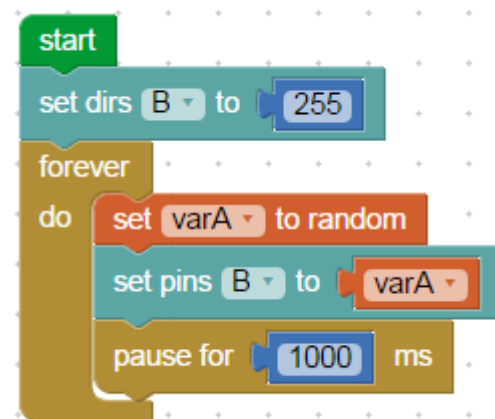 start
set dirs B to 255
forever
do set varA to random
set pins B to varA
pause for 1000 ms